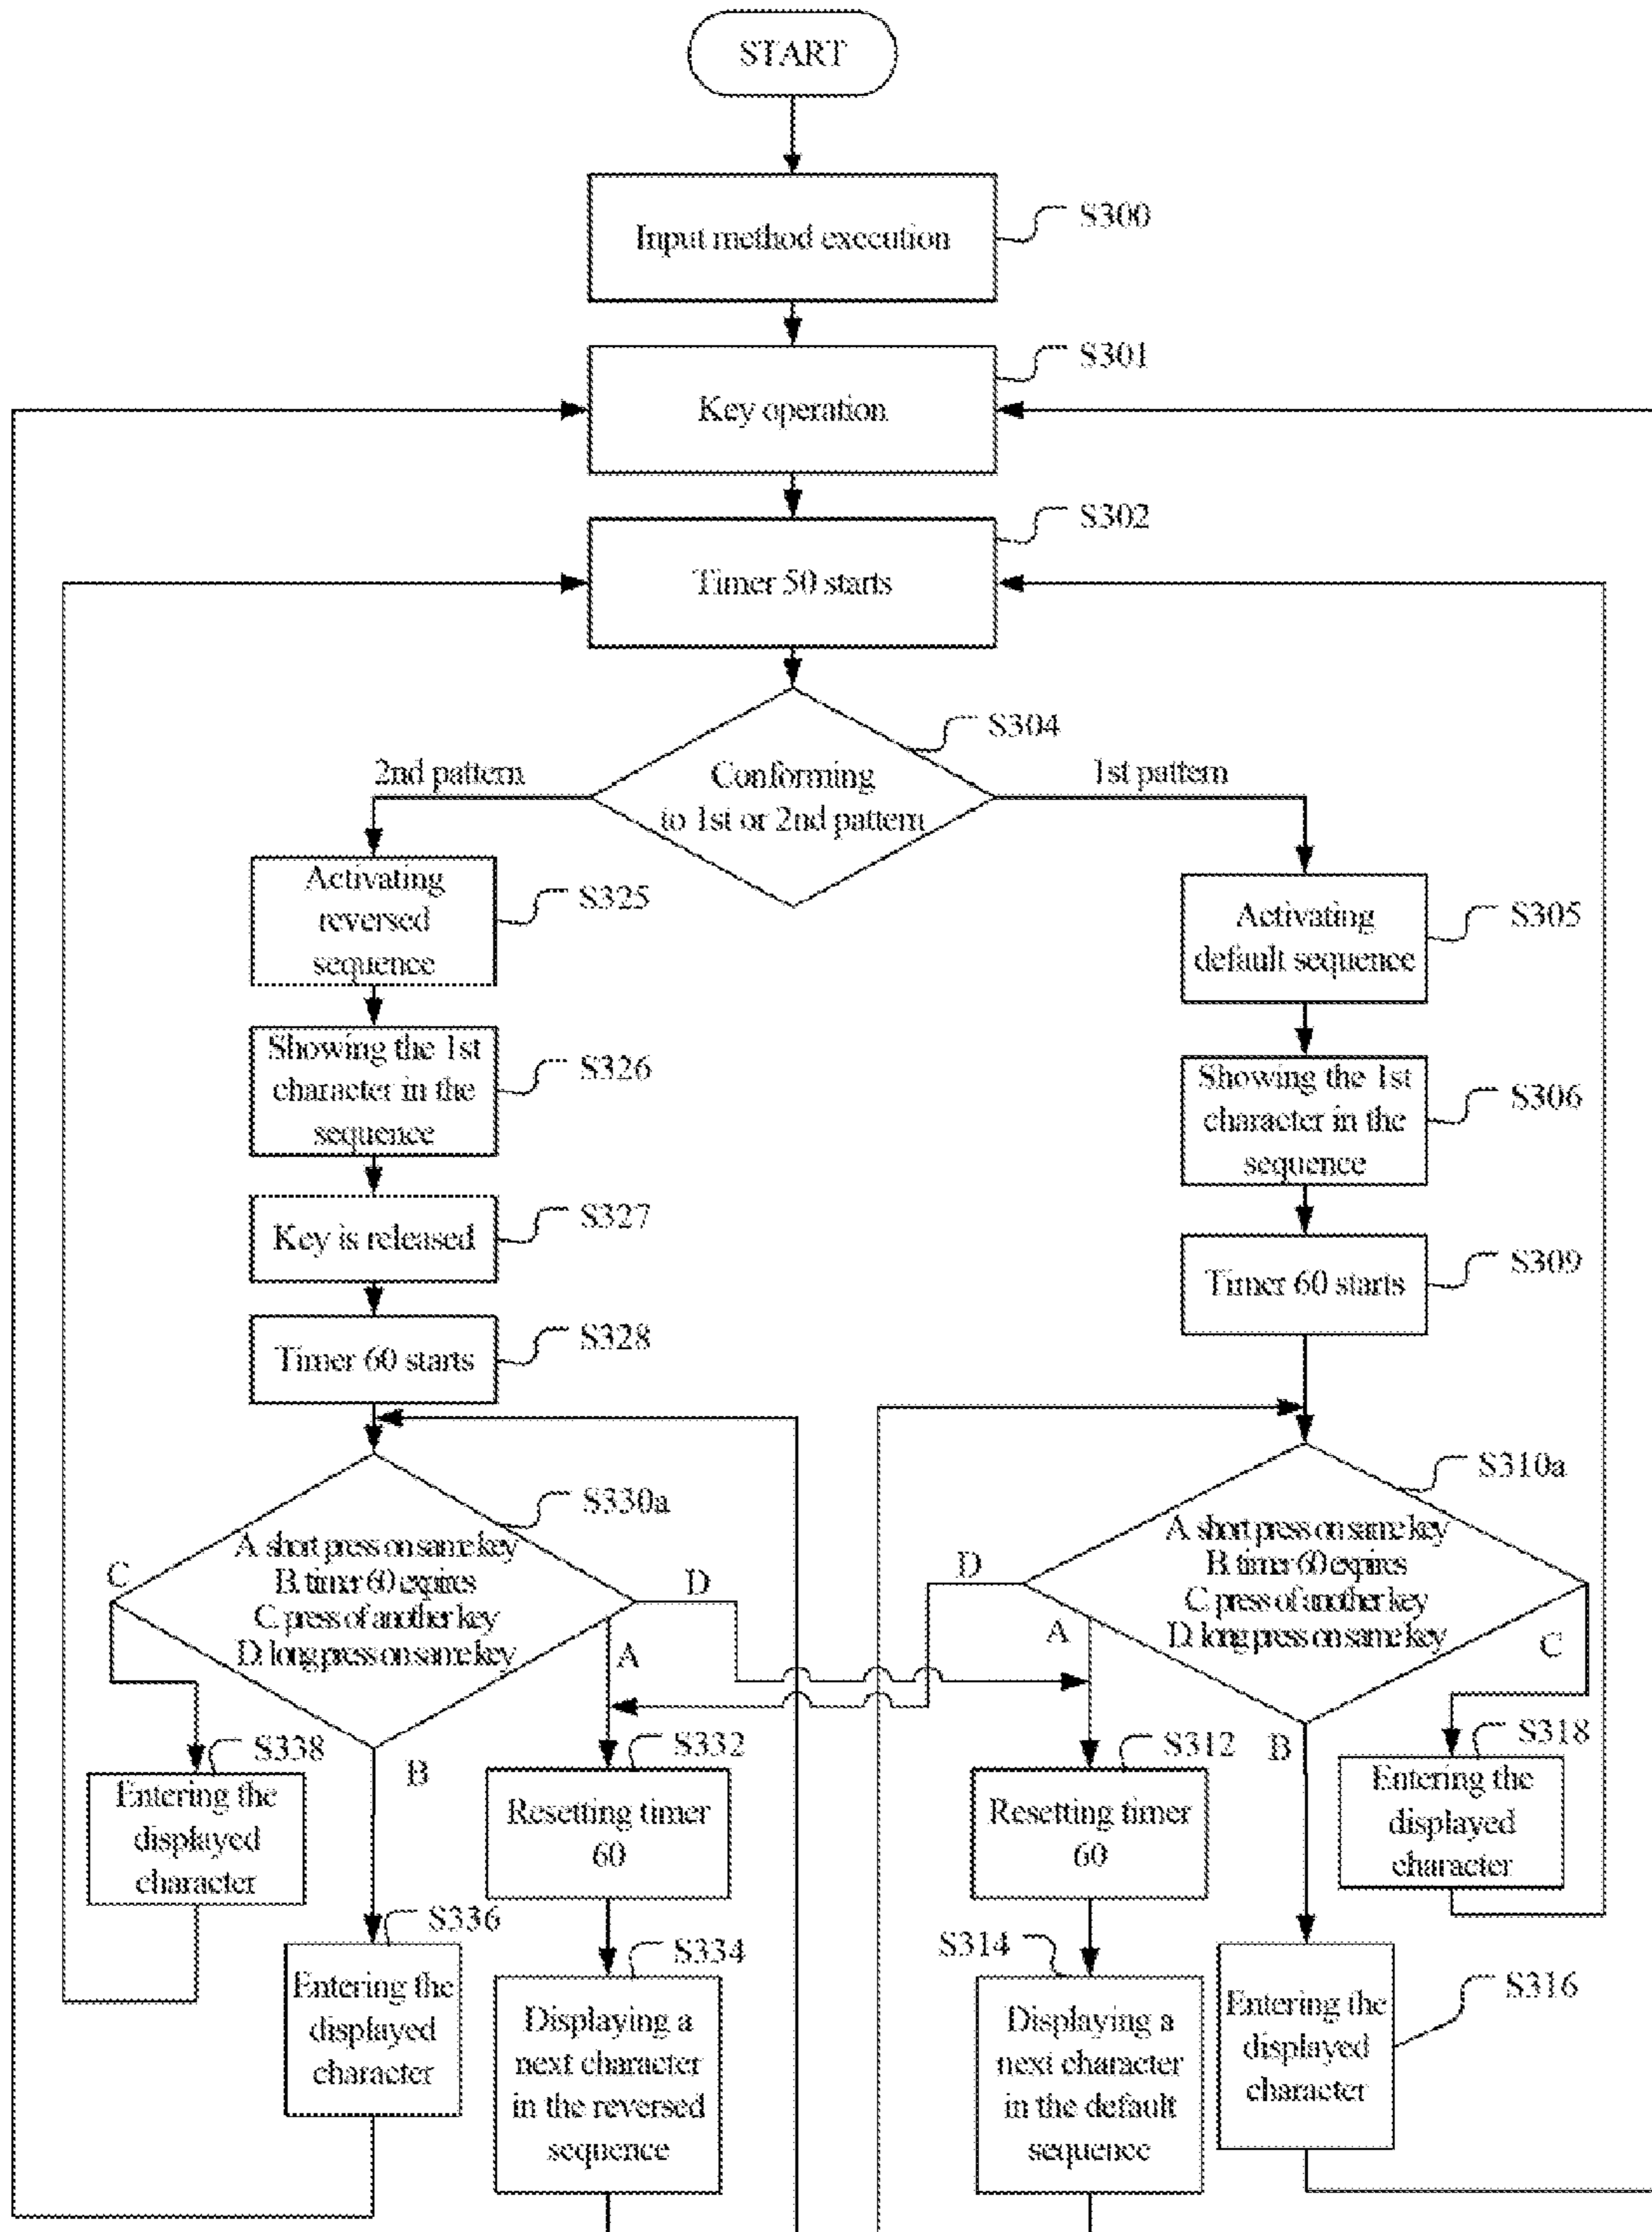 START
Input method execution
S300
Key operation
S301
Timer 50 starts
S302
Conforming
to 1st or 2nd pattern
S304
2nd pattern
1st pattern
Activating
reversed
sequence
S325
Showing the 1st
character in the
sequence
S326
Key is released
S327
Timer 60 starts
S328
Activating
default sequence
S305
Showing the 1st
character in the
sequence
S306
Timer 60 starts
S309
S330a
A. short press on same key
B. timer 60 expires
C. press of another key
D. long press on same key
C
D
A
B
S310a
A. short press on same key
B. timer 60 expires
C. press of another key
D. long press on same key
D
A
B
C
S338
Entering the
displayed
character
S336
Entering the
displayed
character
S332
Resetting timer
60
S334
Displaying a
next character
in the reversed
sequence
S312
Resetting timer
60
S314
Displaying a
next character
in the default
sequence
S318
Entering the
displayed
character
S316
Entering the
displayed
character